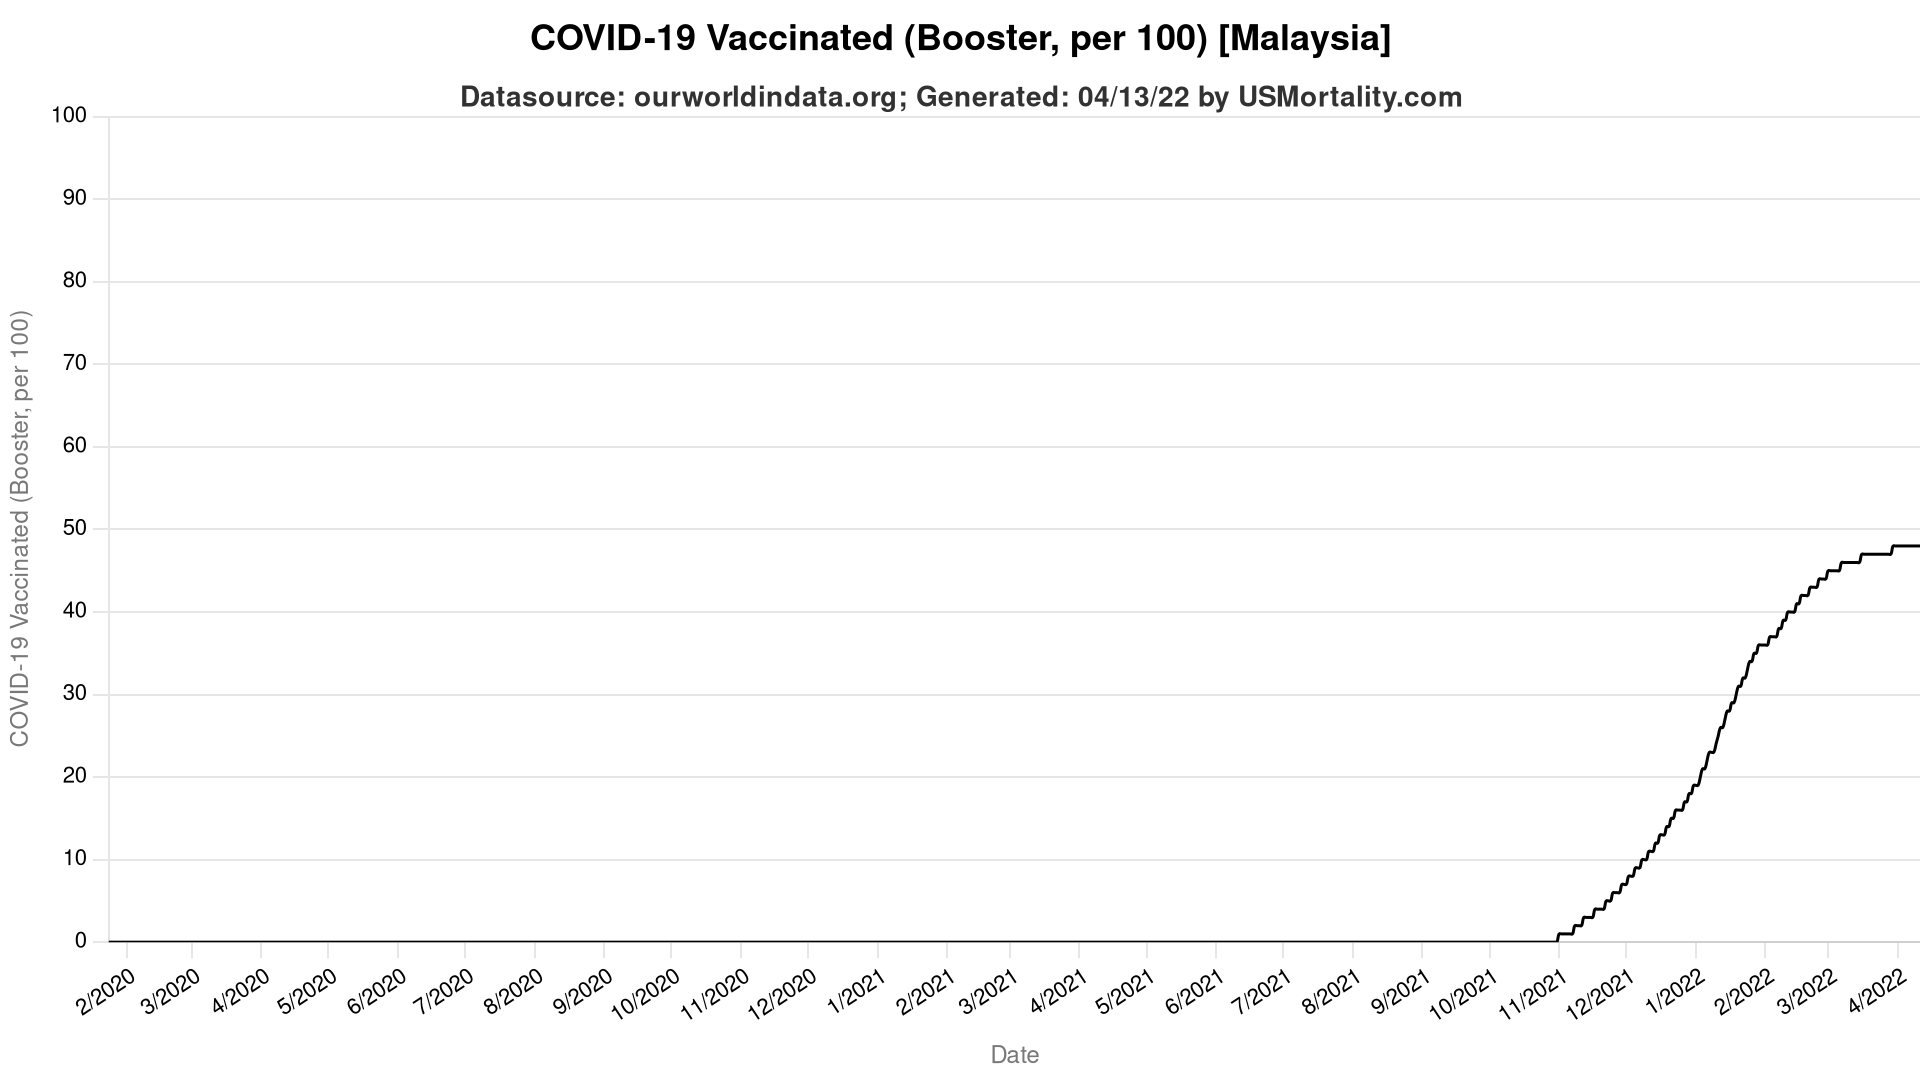 COVID-19 Vaccinated (Booster, per 100) [Malaysia]
Datasource: ourworldindata.org; Generated: 04/13/22 by USMortality.com
COVID-19 Vaccinated (Booster, per 100)
100
90
80
70
60
50
40
30
20
10
0
2/2020 3/2020 4/2020 5/2020 6/2020 7/2020 8/2020 9/2020 10/2020 11/2020 12/2020 1/2021 2/2021 3/2021 4/2021 5/2021 6/2021 7/2021 8/2021 9/2021 10/2021 11/2021 12/2021 1/2022 2/2022 3/2022 4/2022
Date